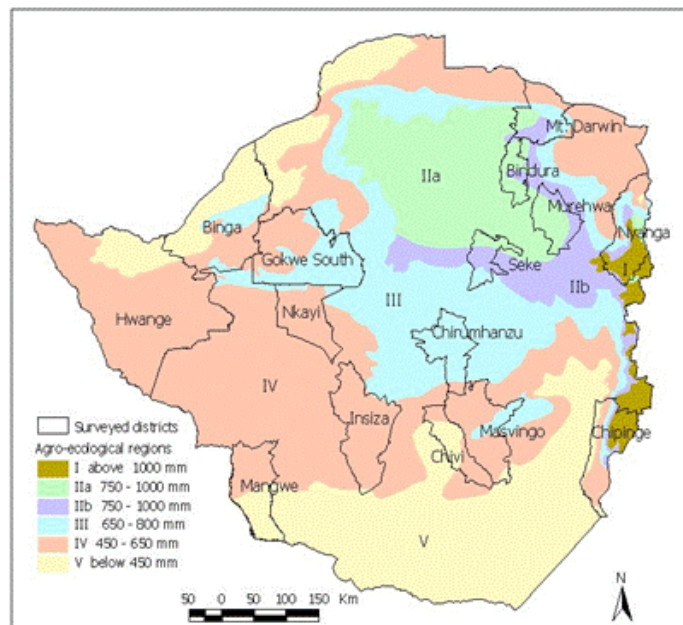 Mt. Darwin
IIa
Bindura
Murehwa
Binga
Nyanga
Gokwe South
Seke
I
IIb
III
Hwange
Nkayi
Chirumhanzu
IV
Insiza
Masvingo
Chipinge
Chivi
Mangwe
V
Surveyed districts
Agro-ecological regions
I above 1000 mm
IIa 750 - 1000 mm
IIb 750 - 1000 mm
III 650 - 800 mm
IV 450 - 650 mm
V below 450 mm
50 0 50 100 150 Km
N